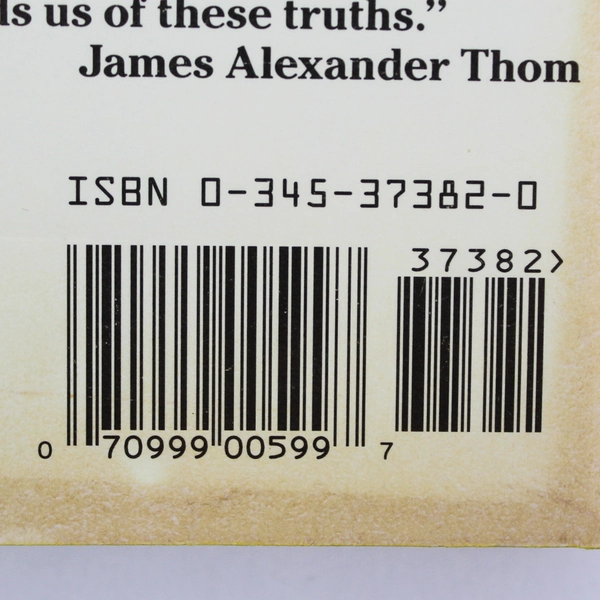 ds us of these truths.”
James Alexander Thom
ISBN 0-345-37382-0
37382>
0 70999 00599 7